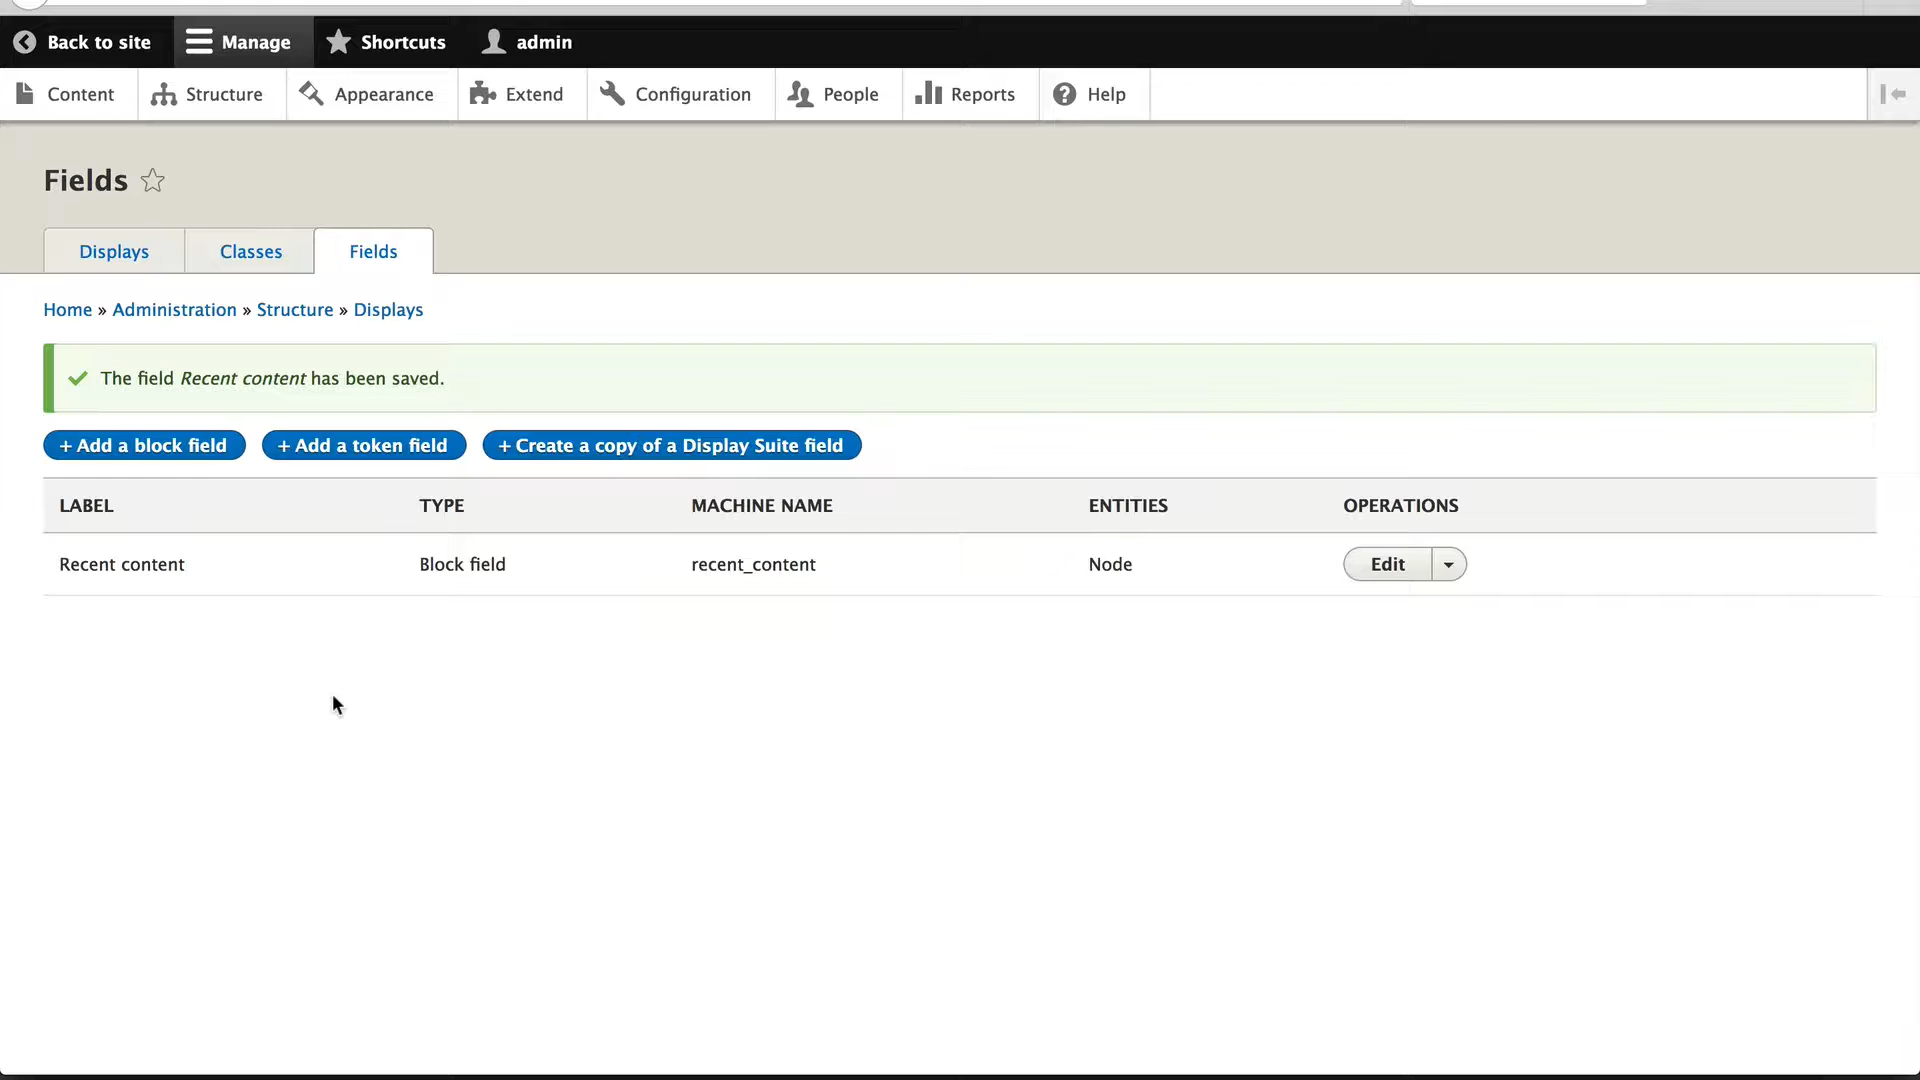 Back to site Manage Shortcuts admin
Content Structure Appearance Extend Configuration People Reports Help
Fields
Displays Classes Fields
Home » Administration » Structure » Displays
The field Recent content has been saved.
+ Add a block field + Add a token field + Create a copy of a Display Suite field
LABEL TYPE MACHINE NAME ENTITIES OPERATIONS
Recent content Block field recent_content Node Edit